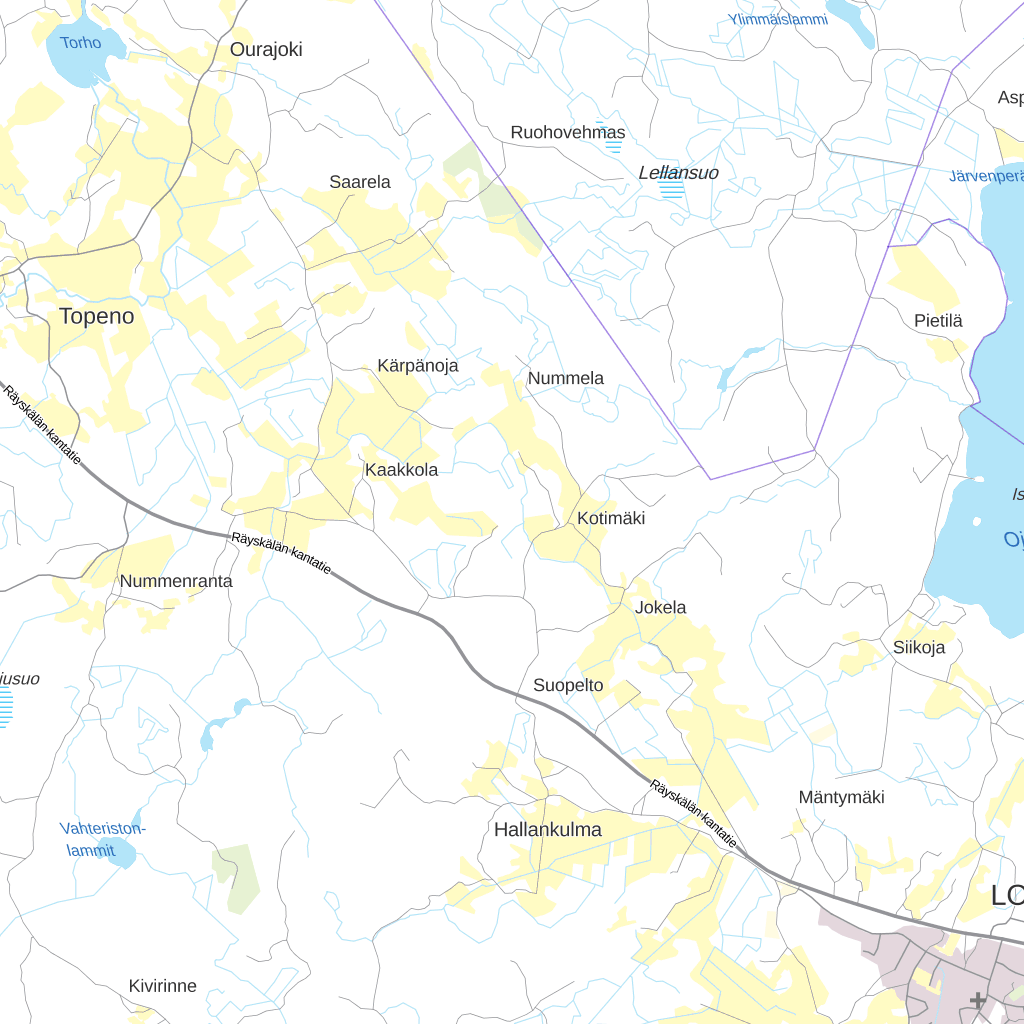 Ylimmäislammi
Torho
Ourajoki
Asp
Ruohovehmas
Lellansuo
Järvenperä
Saarela
Topeno
Pietilä
Kärpänoja
Nummela
Räyskälän kantatie
Kaakkola
Is
Kotimäki
Räyskälän kantatie
Oj
Nummenranta
Jokela
Siikoja
jusuo
Suopelto
Räyskälän kantatie
Mäntymäki
Vahteriston-
lammit
Hallankulma
LO
Kivirinne